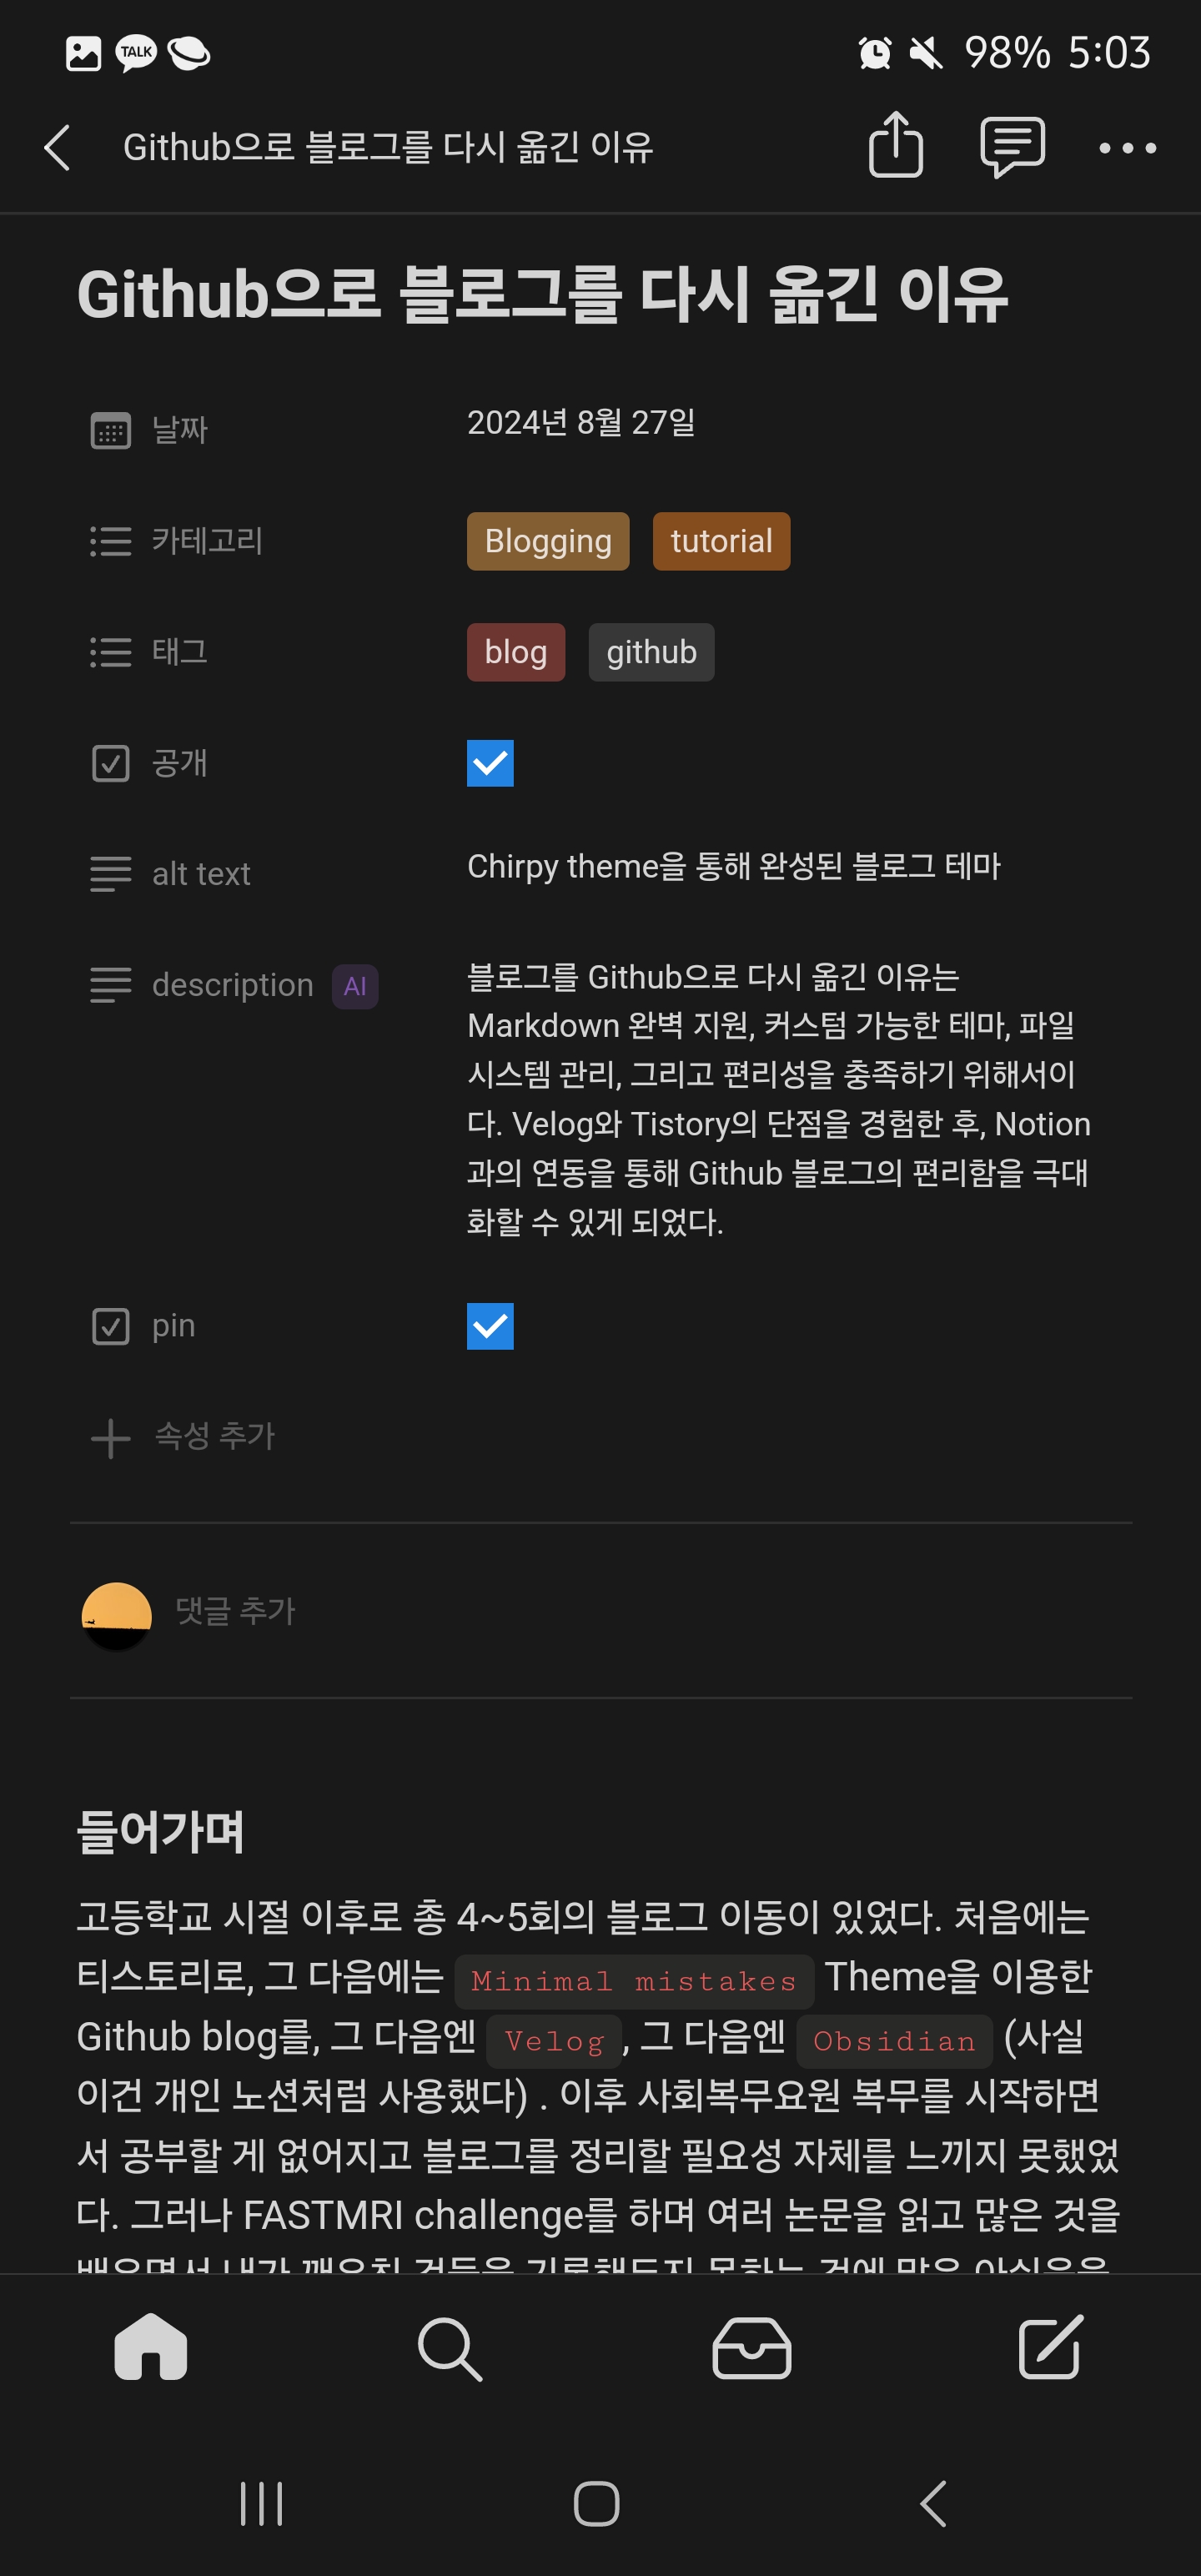 TALK
98% 5:03
Github으로 블로그를 다시 옮긴 이유
Github으로 블로그를 다시 옮긴 이유
날짜
2024년 8월 27일
카테고리
Blogging tutorial
태그
blog github
공개
alt text
Chirpy theme을 통해 완성된 블로그 테마
description AI
블로그를 Github으로 다시 옮긴 이유는
Markdown 완벽 지원, 커스텀 가능한 테마, 파일
시스템 관리, 그리고 편리성을 충족하기 위해서이
다. Velog와 Tistory의 단점을 경험한 후, Notion
과의 연동을 통해 Github 블로그의 편리함을 극대
화할 수 있게 되었다.
pin
속성 추가
댓글 추가
들어가며
고등학교 시절 이후로 총 4~5회의 블로그 이동이 있었다. 처음에는
티스토리로, 그 다음에는 Minimal mistakes Theme을 이용한
Github blog를, 그 다음엔 Velog, 그 다음엔 Obsidian (사실
이건 개인 노션처럼 사용했다) . 이후 사회복무요원 복무를 시작하면
서 공부할 게 없어지고 블로그를 정리할 필요성 자체를 느끼지 못했었
다. 그러나 FASTMRI challenge를 하며 여러 논문을 읽고 많은 것을